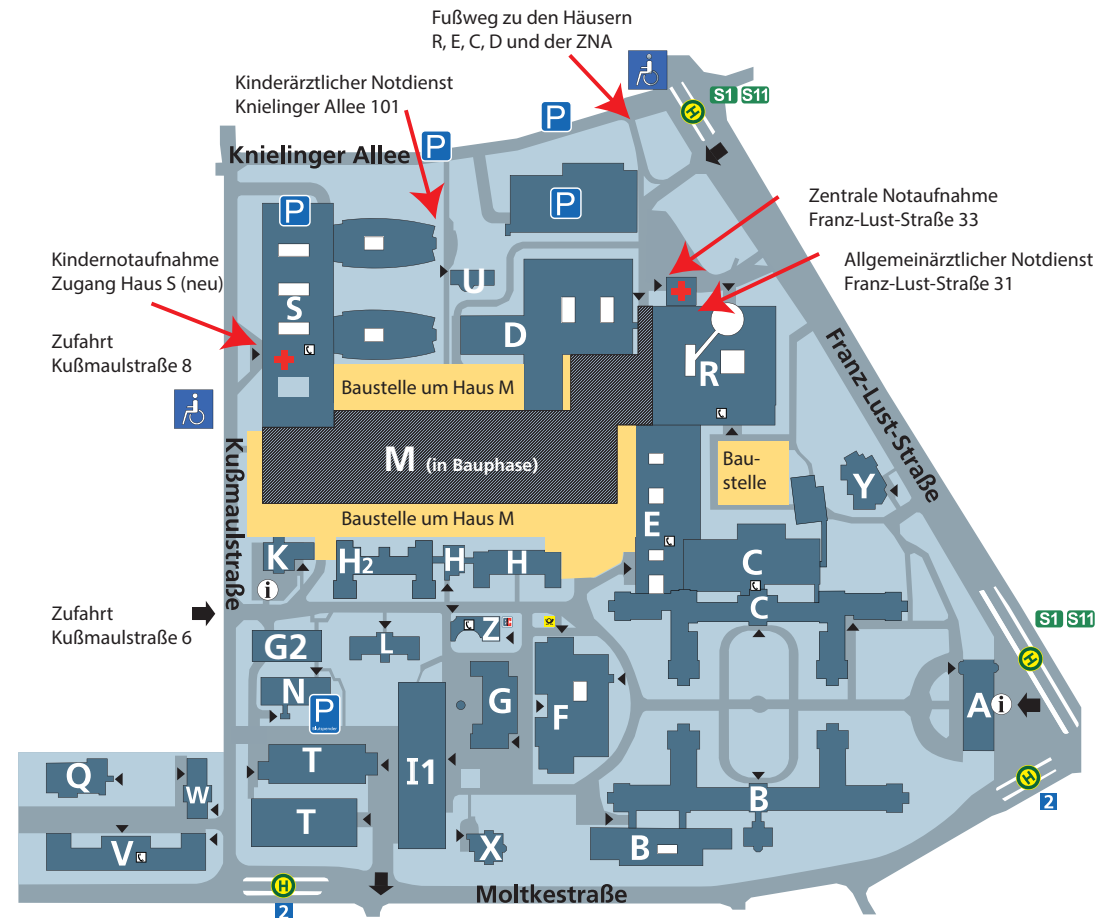 Fußweg zu den Häusern
R, E, C, D und der ZNA
Kinderärztlicher Notdienst
Knielinger Allee 101
S1 S11
H
P
P
Knielinger Allee
P
P
Zentrale Notaufnahme
Franz-Lust-Straße 33
Kindernotaufnahme
Zugang Haus S (neu)
Allgemeinärztlicher Notdienst
Franz-Lust-Straße 31
U
S
D
R
Zufahrt
Kußmaulstraße 8
Baustelle um Haus M
Franz-Lust-Straße
Kußmaulstraße
M (in Bauphase)
Bau-
stelle
Y
Baustelle um Haus M
E
K
H2
H
H
C
i
C
Zufahrt
Kußmaulstraße 6
S1 S11
H
G2
L
Z
N
P
Blutspender
G
F
A
i
T
I1
H
2
Q
W
T
B
V
X
B
Moltkestraße
H
2